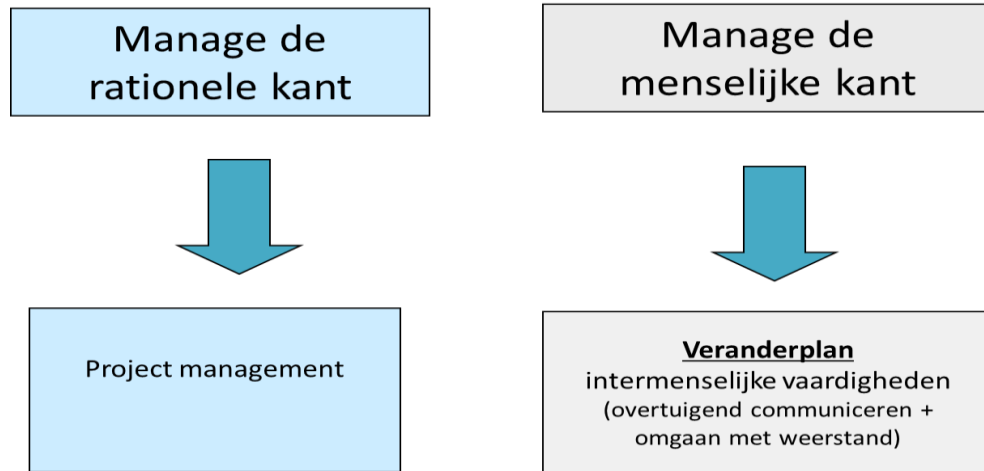 Manage de
rationele kant
Manage de
menselijke kant
Project management
Veranderplan
intermenselijke vaardigheden
(overtuigend communiceren +
omgaan met weerstand)